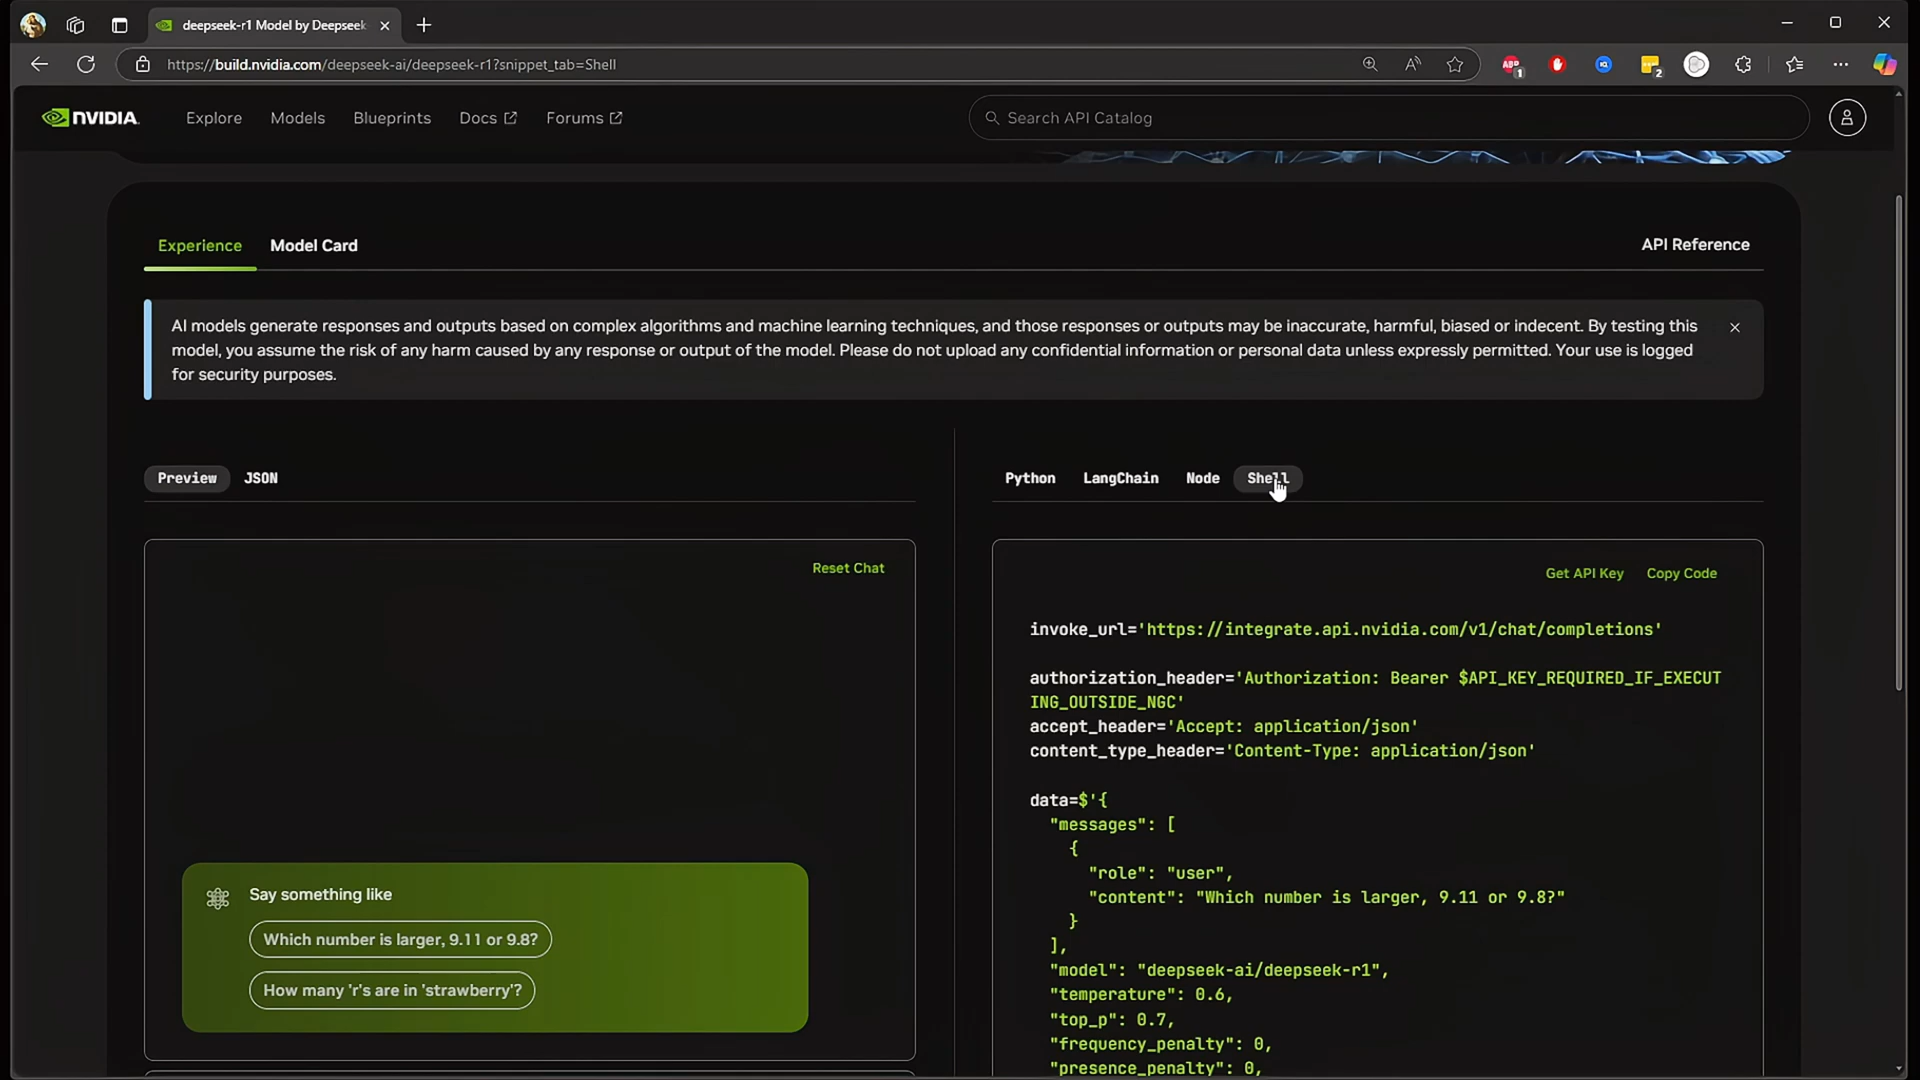 deepseek-r1 Model by Deepseek
https://build.nvidia.com/deepseek-ai/deepseek-r1?snippet_tab=Shell
ABP 1
2
NVIDIA.
Explore
Models
Blueprints
Docs
Forums
Search API Catalog
Experience
Model Card
API Reference
AI models generate responses and outputs based on complex algorithms and machine learning techniques, and those responses or outputs may be inaccurate, harmful, biased or indecent. By testing this
model, you assume the risk of any harm caused by any response or output of the model. Please do not upload any confidential information or personal data unless expressly permitted. Your use is logged
for security purposes.
Preview
JSON
Python
LangChain
Node
Shell
Reset Chat
Say something like
Which number is larger, 9.11 or 9.8?
How many 'r's are in 'strawberry'?
Get API Key
Copy Code
invoke_url='https://integrate.api.nvidia.com/v1/chat/completions'
authorization_header='Authorization: Bearer $API_KEY_REQUIRED_IF_EXECUT
ING_OUTSIDE_NGC'
accept_header='Accept: application/json'
content_type_header='Content-Type: application/json'
data=$'{
"messages": [
{
"role": "user",
"content": "Which number is larger, 9.11 or 9.8?"
}
],
"model": "deepseek-ai/deepseek-r1",
"temperature": 0.6,
"top_p": 0.7,
"frequency_penalty": 0,
"presence_penalty": 0,